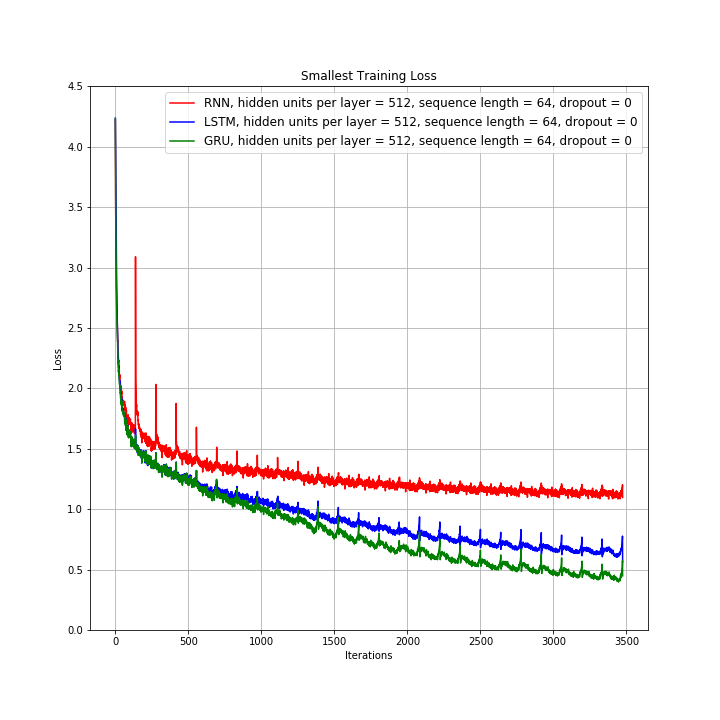 Smallest Training Loss
RNN, hidden units per layer = 512, sequence length = 64, dropout = 0
LSTM, hidden units per layer = 512, sequence length = 64, dropout = 0
GRU, hidden units per layer = 512, sequence length = 64, dropout = 0
4.5
4.0
3.5
3.0
2.5
2.0
1.5
1.0
0.5
0.0
Loss
0 500 1000 1500 2000 2500 3000 3500
Iterations